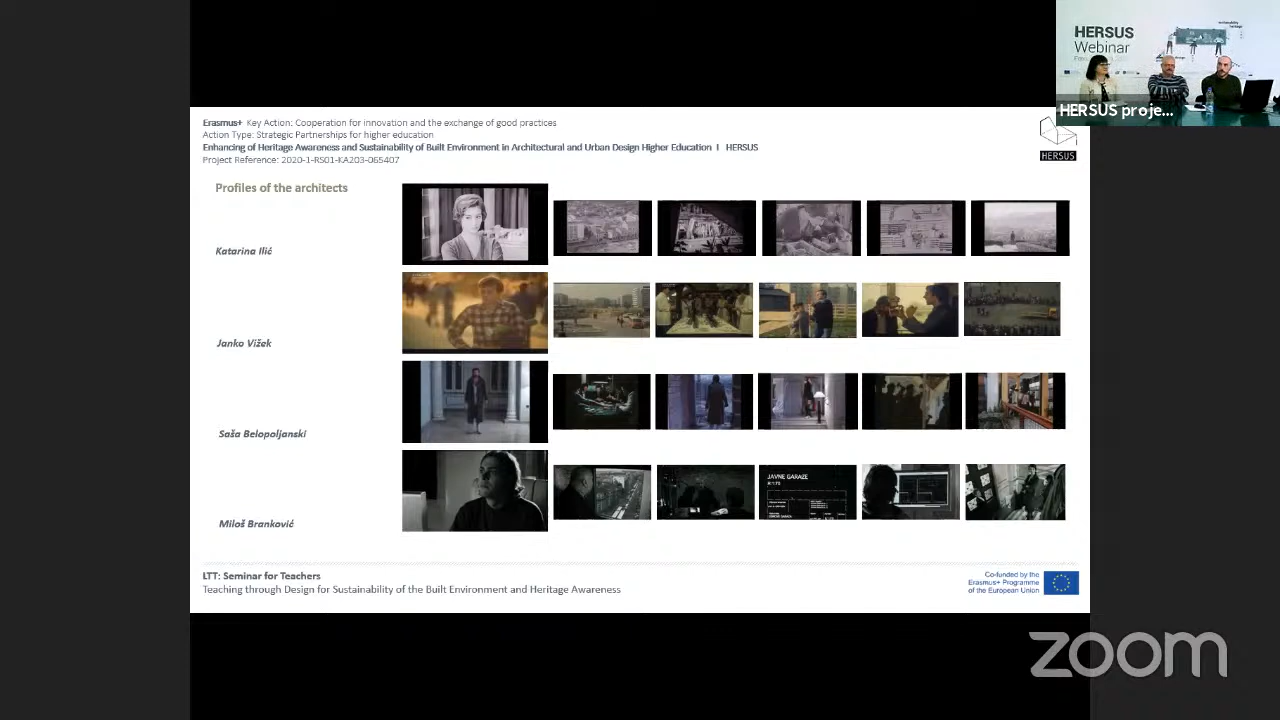 HERSUS
Webinar
HERSUS proje...
Erasmus+ Key Action: Cooperation for innovation and the exchange of good practices
Action Type: Strategic Partnerships for higher education
Enhancing of Heritage Awareness and Sustainability of Built Environment in Architectural and Urban Design Higher Education I HERSUS
Project Reference: 2020-1-RS01-KA203-065407
HERSUS
Profiles of the architects
Katarina Ilić
Janko Vižek
Saša Belopoljanski
Miloš Branković
JAVNE GARAZE
LTT: Seminar for Teachers
Teaching through Design for Sustainability of the Built Environment and Heritage Awareness
Co-funded by the
Erasmus+ Programme
of the European Union
zoom